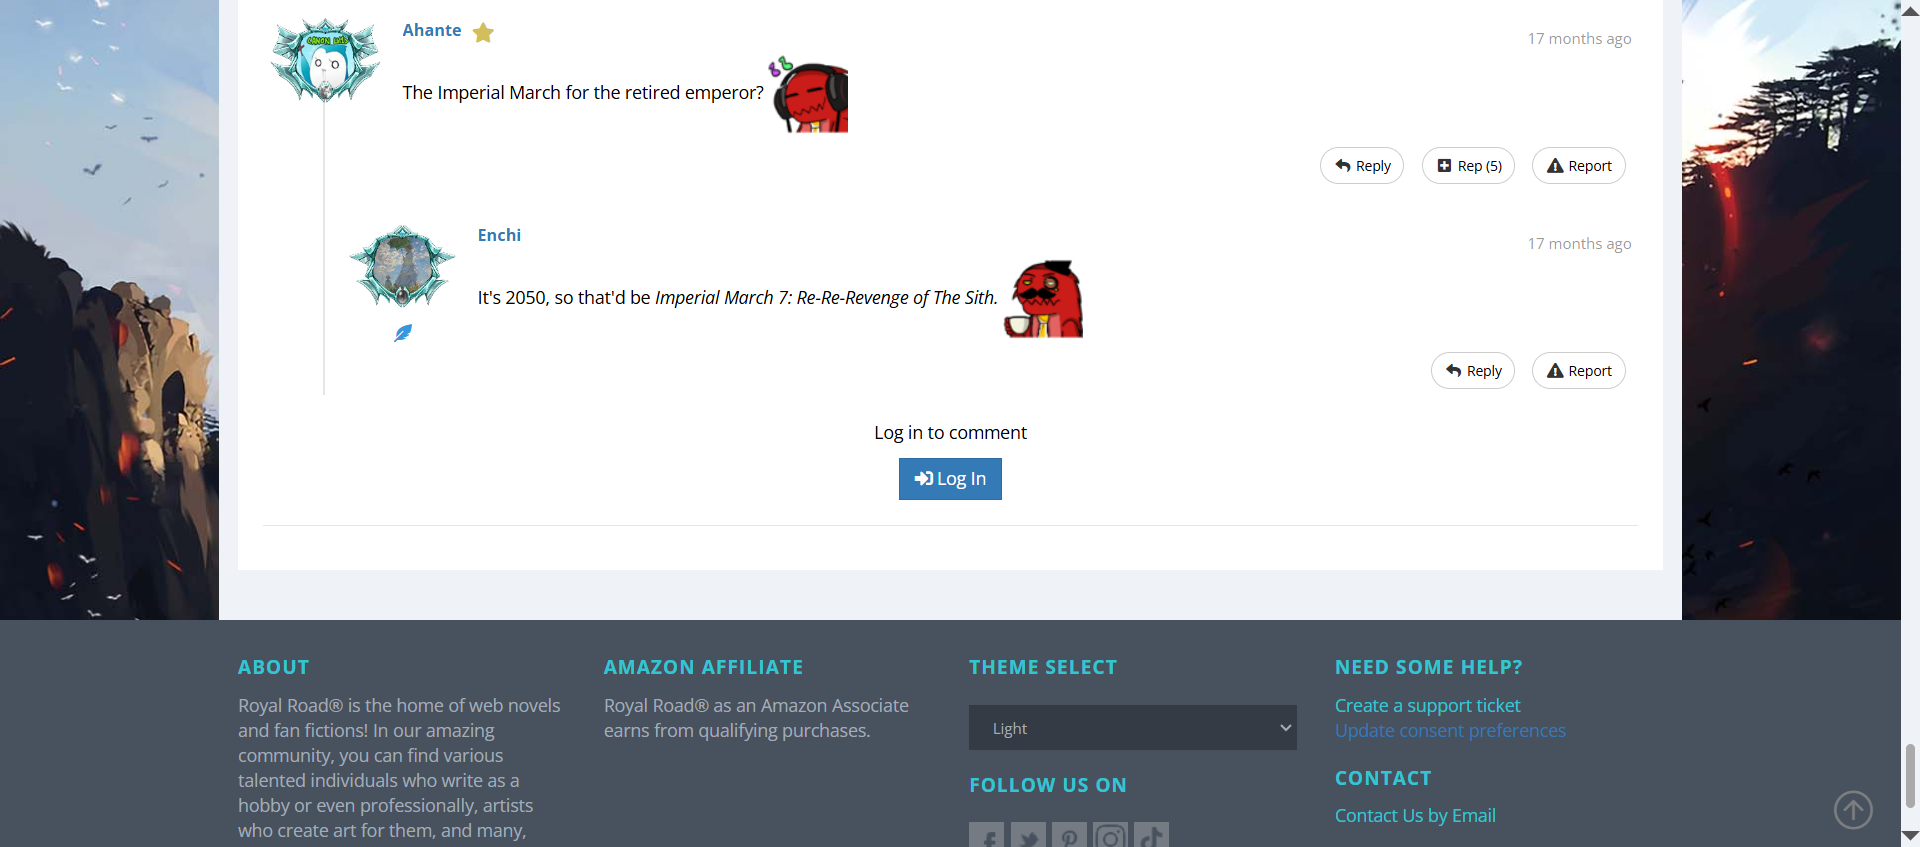 Ahante
17 months ago
The Imperial March for the retired emperor?
Reply
Rep (5)
Report
Enchi
17 months ago
It's 2050, so that'd be Imperial March 7: Re-Re-Revenge of The Sith.
Reply
Report
Log in to comment
Log In
ABOUT
Royal Road® is the home of web novels
and fan fictions! In our amazing
community, you can find various
talented individuals who write as a
hobby or even professionally, artists
who create art for them, and many,
AMAZON AFFILIATE
Royal Road® as an Amazon Associate
earns from qualifying purchases.
THEME SELECT
Light
FOLLOW US ON
NEED SOME HELP?
Create a support ticket
Update consent preferences
CONTACT
Contact Us by Email